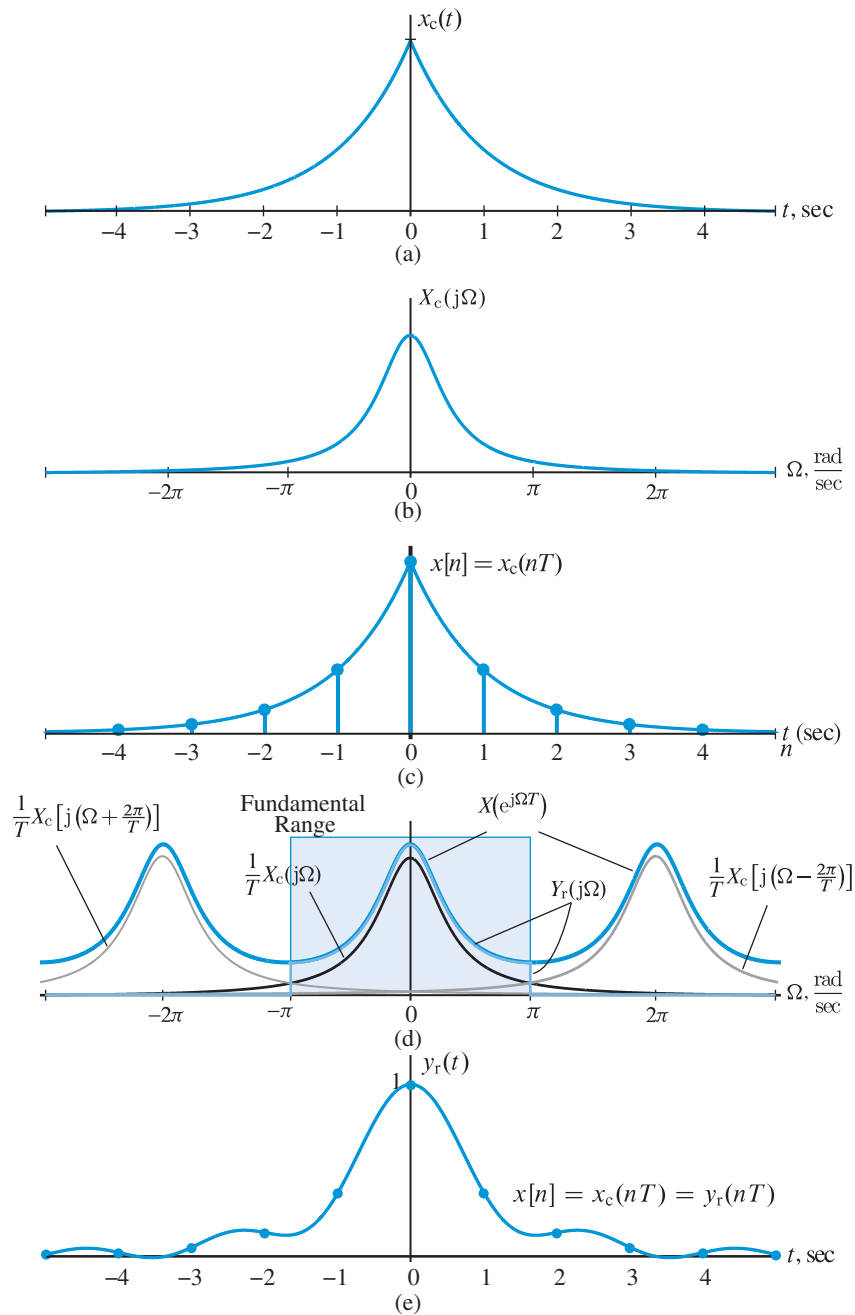 x_c(t)
−4 −3 −2 −1 0 1 2 3 4 t, sec
(a)
X_c(jΩ)
−2π −π 0 π 2π Ω, rad/sec
(b)
x[n] = x_c(nT)
−4 −3 −2 −1 0 1 2 3 4 t (sec)
n
(c)
1/T X_c[j(Ω + 2π/T)]
Fundamental
Range
X(e^{jΩT})
1/T X_c(jΩ)
Y_r(jΩ)
1/T X_c[j(Ω − 2π/T)]
−2π −π 0 π 2π Ω, rad/sec
(d)
y_r(t)
1
x[n] = x_c(nT) = y_r(nT)
−4 −3 −2 −1 0 1 2 3 4 t, sec
(e)